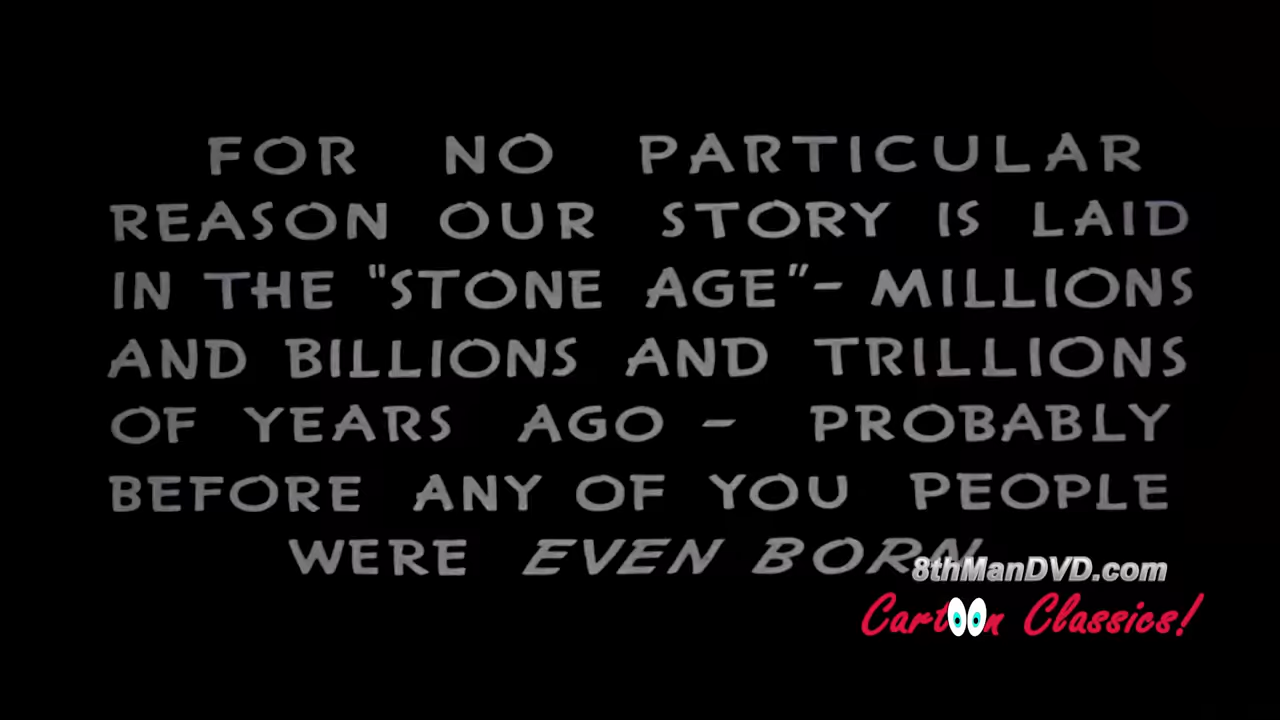 FOR NO PARTICULAR
REASON OUR STORY IS LAID
IN THE "STONE AGE"- MILLIONS
AND BILLIONS AND TRILLIONS
OF YEARS AGO - PROBABLY
BEFORE ANY OF YOU PEOPLE
WERE EVEN BORN
8thManDVD.com
Cartoon Classics!